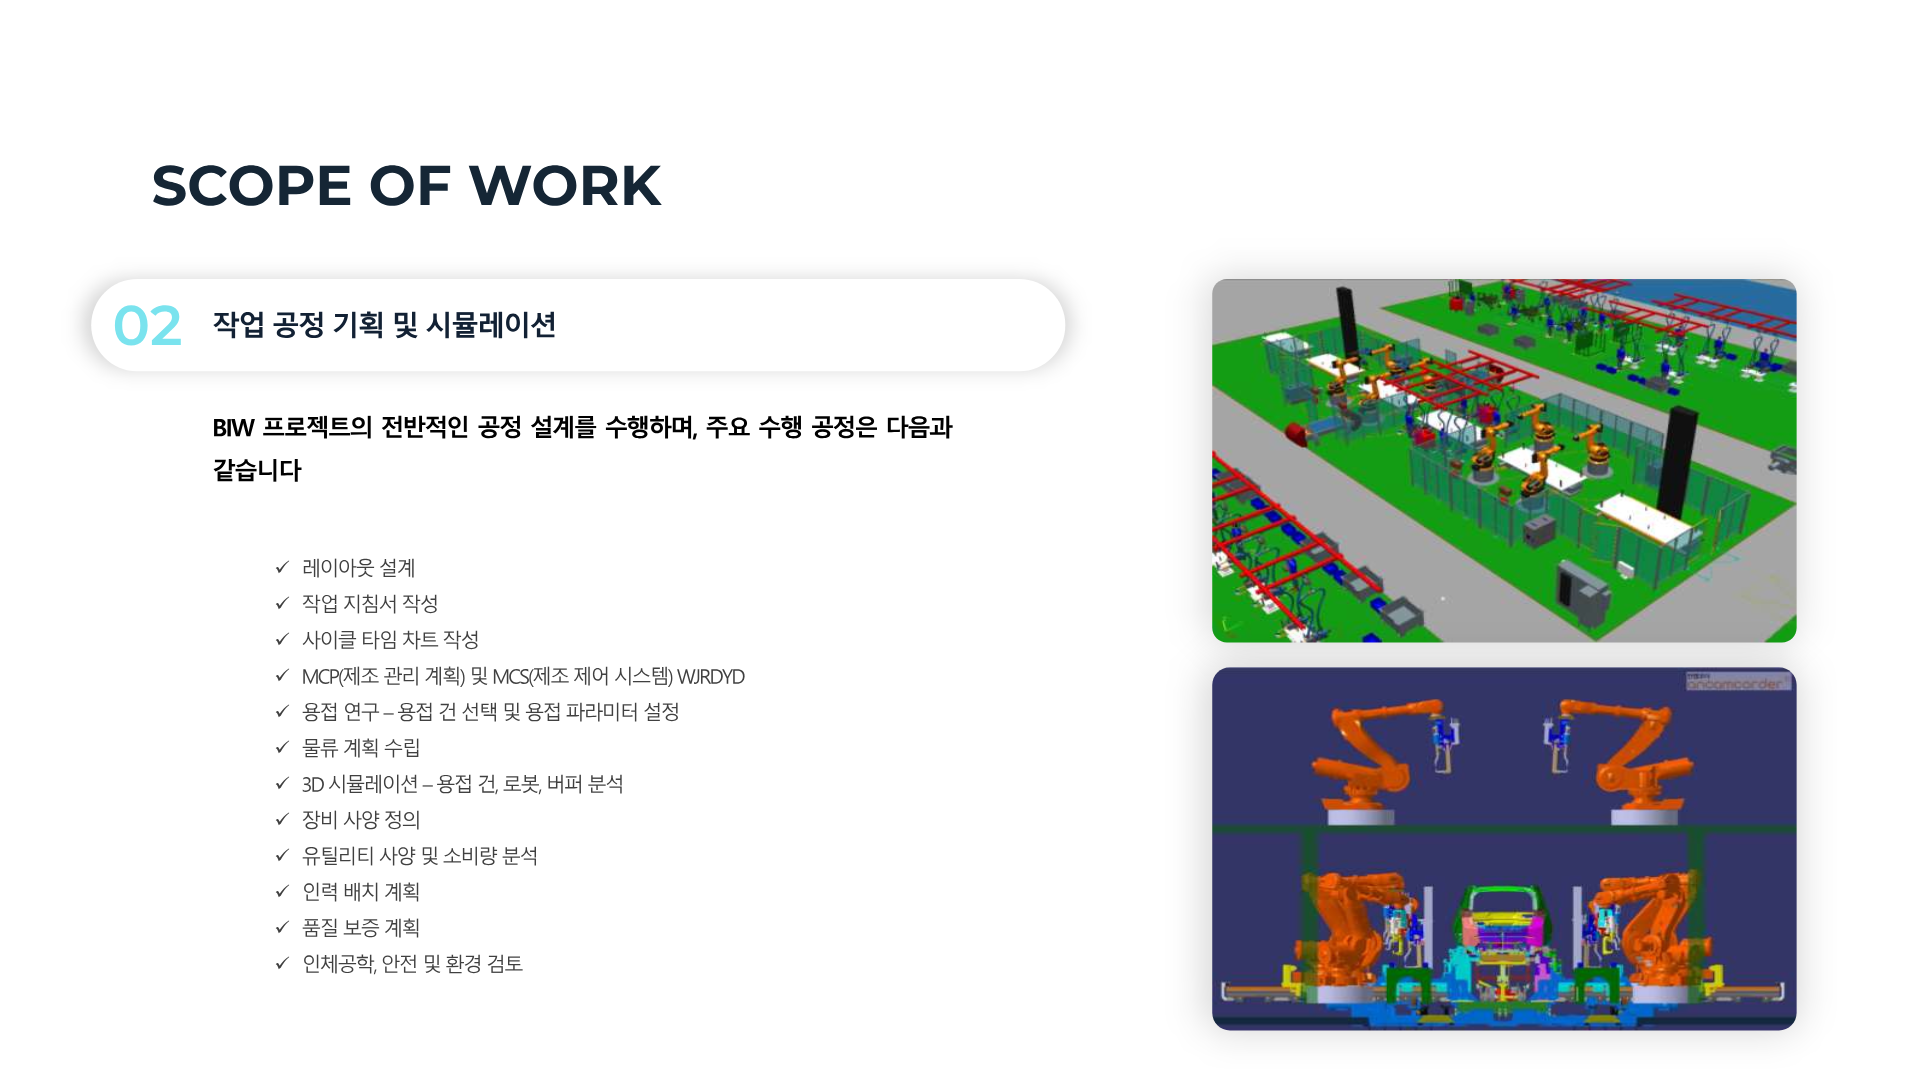 SCOPE OF WORK
02 작업 공정 기획 및 시뮬레이션
BIW 프로젝트의 전반적인 공정 설계를 수행하며, 주요 수행 공정은 다음과
같습니다
✓ 레이아웃 설계
✓ 작업 지침서 작성
✓ 사이클 타임 차트 작성
✓ MCP(제조 관리 계획) 및 MCS(제조 제어 시스템) WJRDYD
✓ 용접 연구 – 용접 건 선택 및 용접 파라미터 설정
✓ 물류 계획 수립
✓ 3D 시뮬레이션 – 용접 건, 로봇, 버퍼 분석
✓ 장비 사양 정의
✓ 유틸리티 사양 및 소비량 분석
✓ 인력 배치 계획
✓ 품질 보증 계획
✓ 인체공학, 안전 및 환경 검토